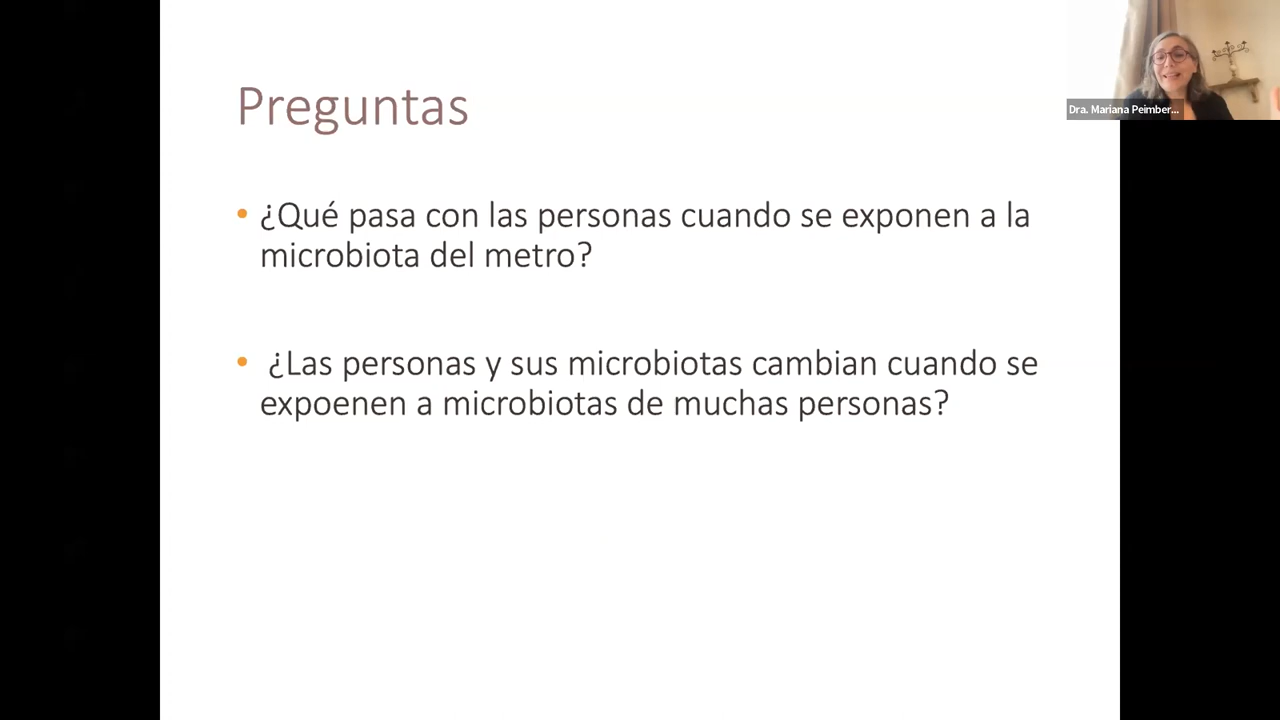 Preguntas
Dra. Mariana Peimber...
• ¿Qué pasa con las personas cuando se exponen a la
microbiota del metro?
• ¿Las personas y sus microbiotas cambian cuando se
expoenen a microbiotas de muchas personas?